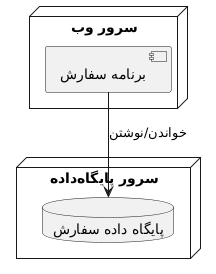 سرور وب
برنامه سفارش
خواندن/نوشتن
سرور پایگاه‌داده
پایگاه داده سفارش